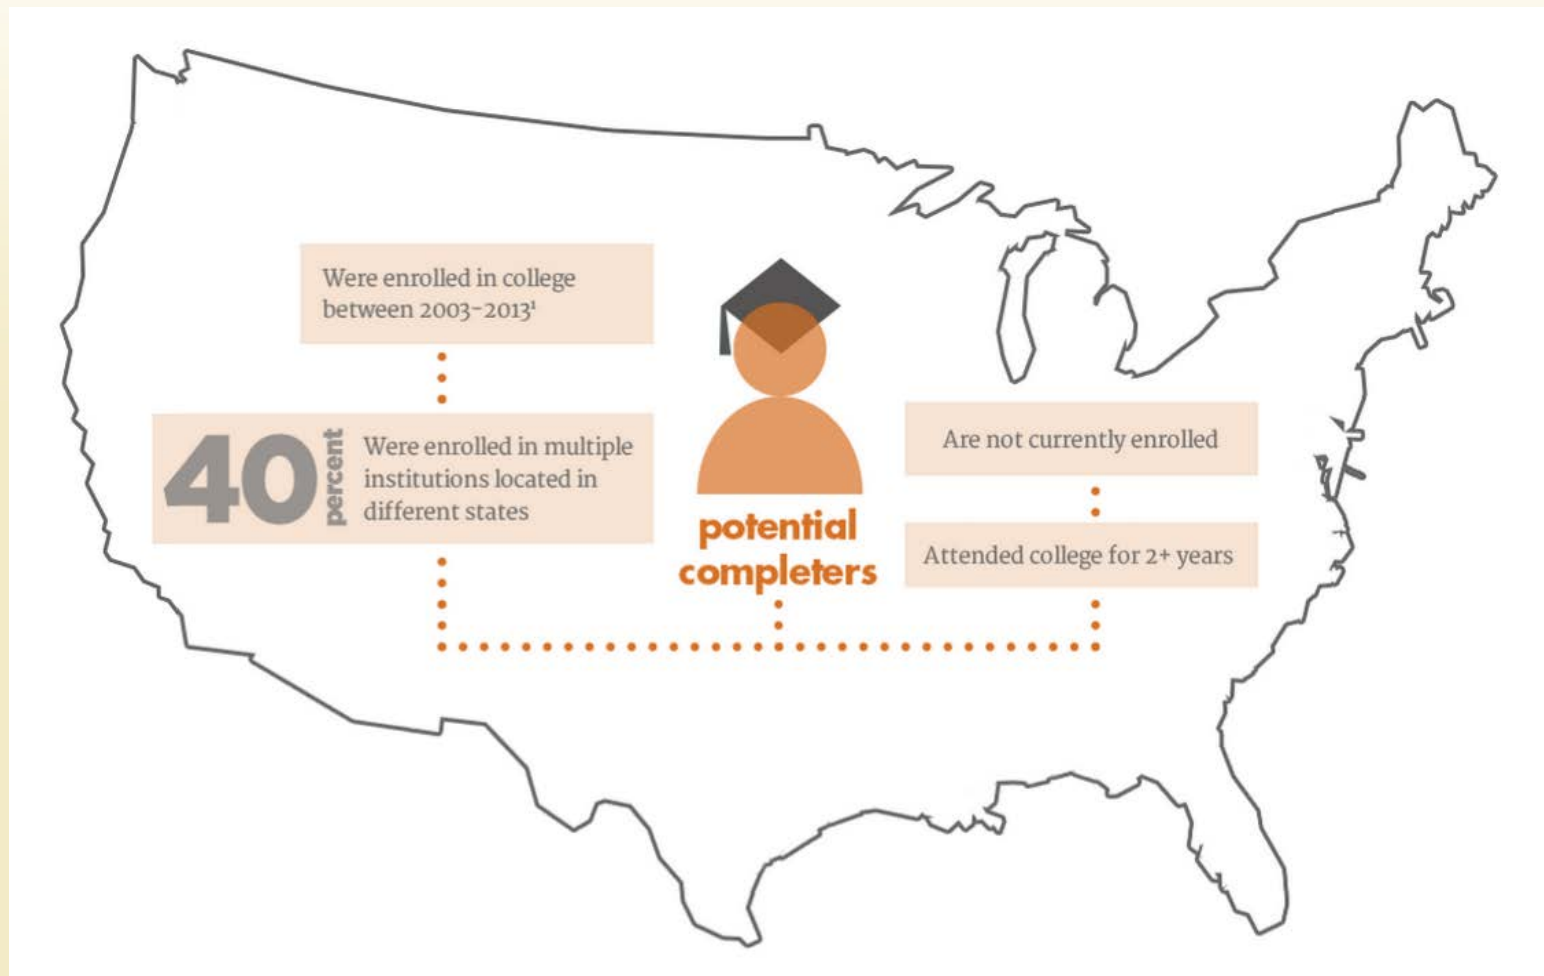 Were enrolled in college
between 2003-2013¹
40 percent
Were enrolled in multiple
institutions located in
different states
potential
completers
Are not currently enrolled
Attended college for 2+ years